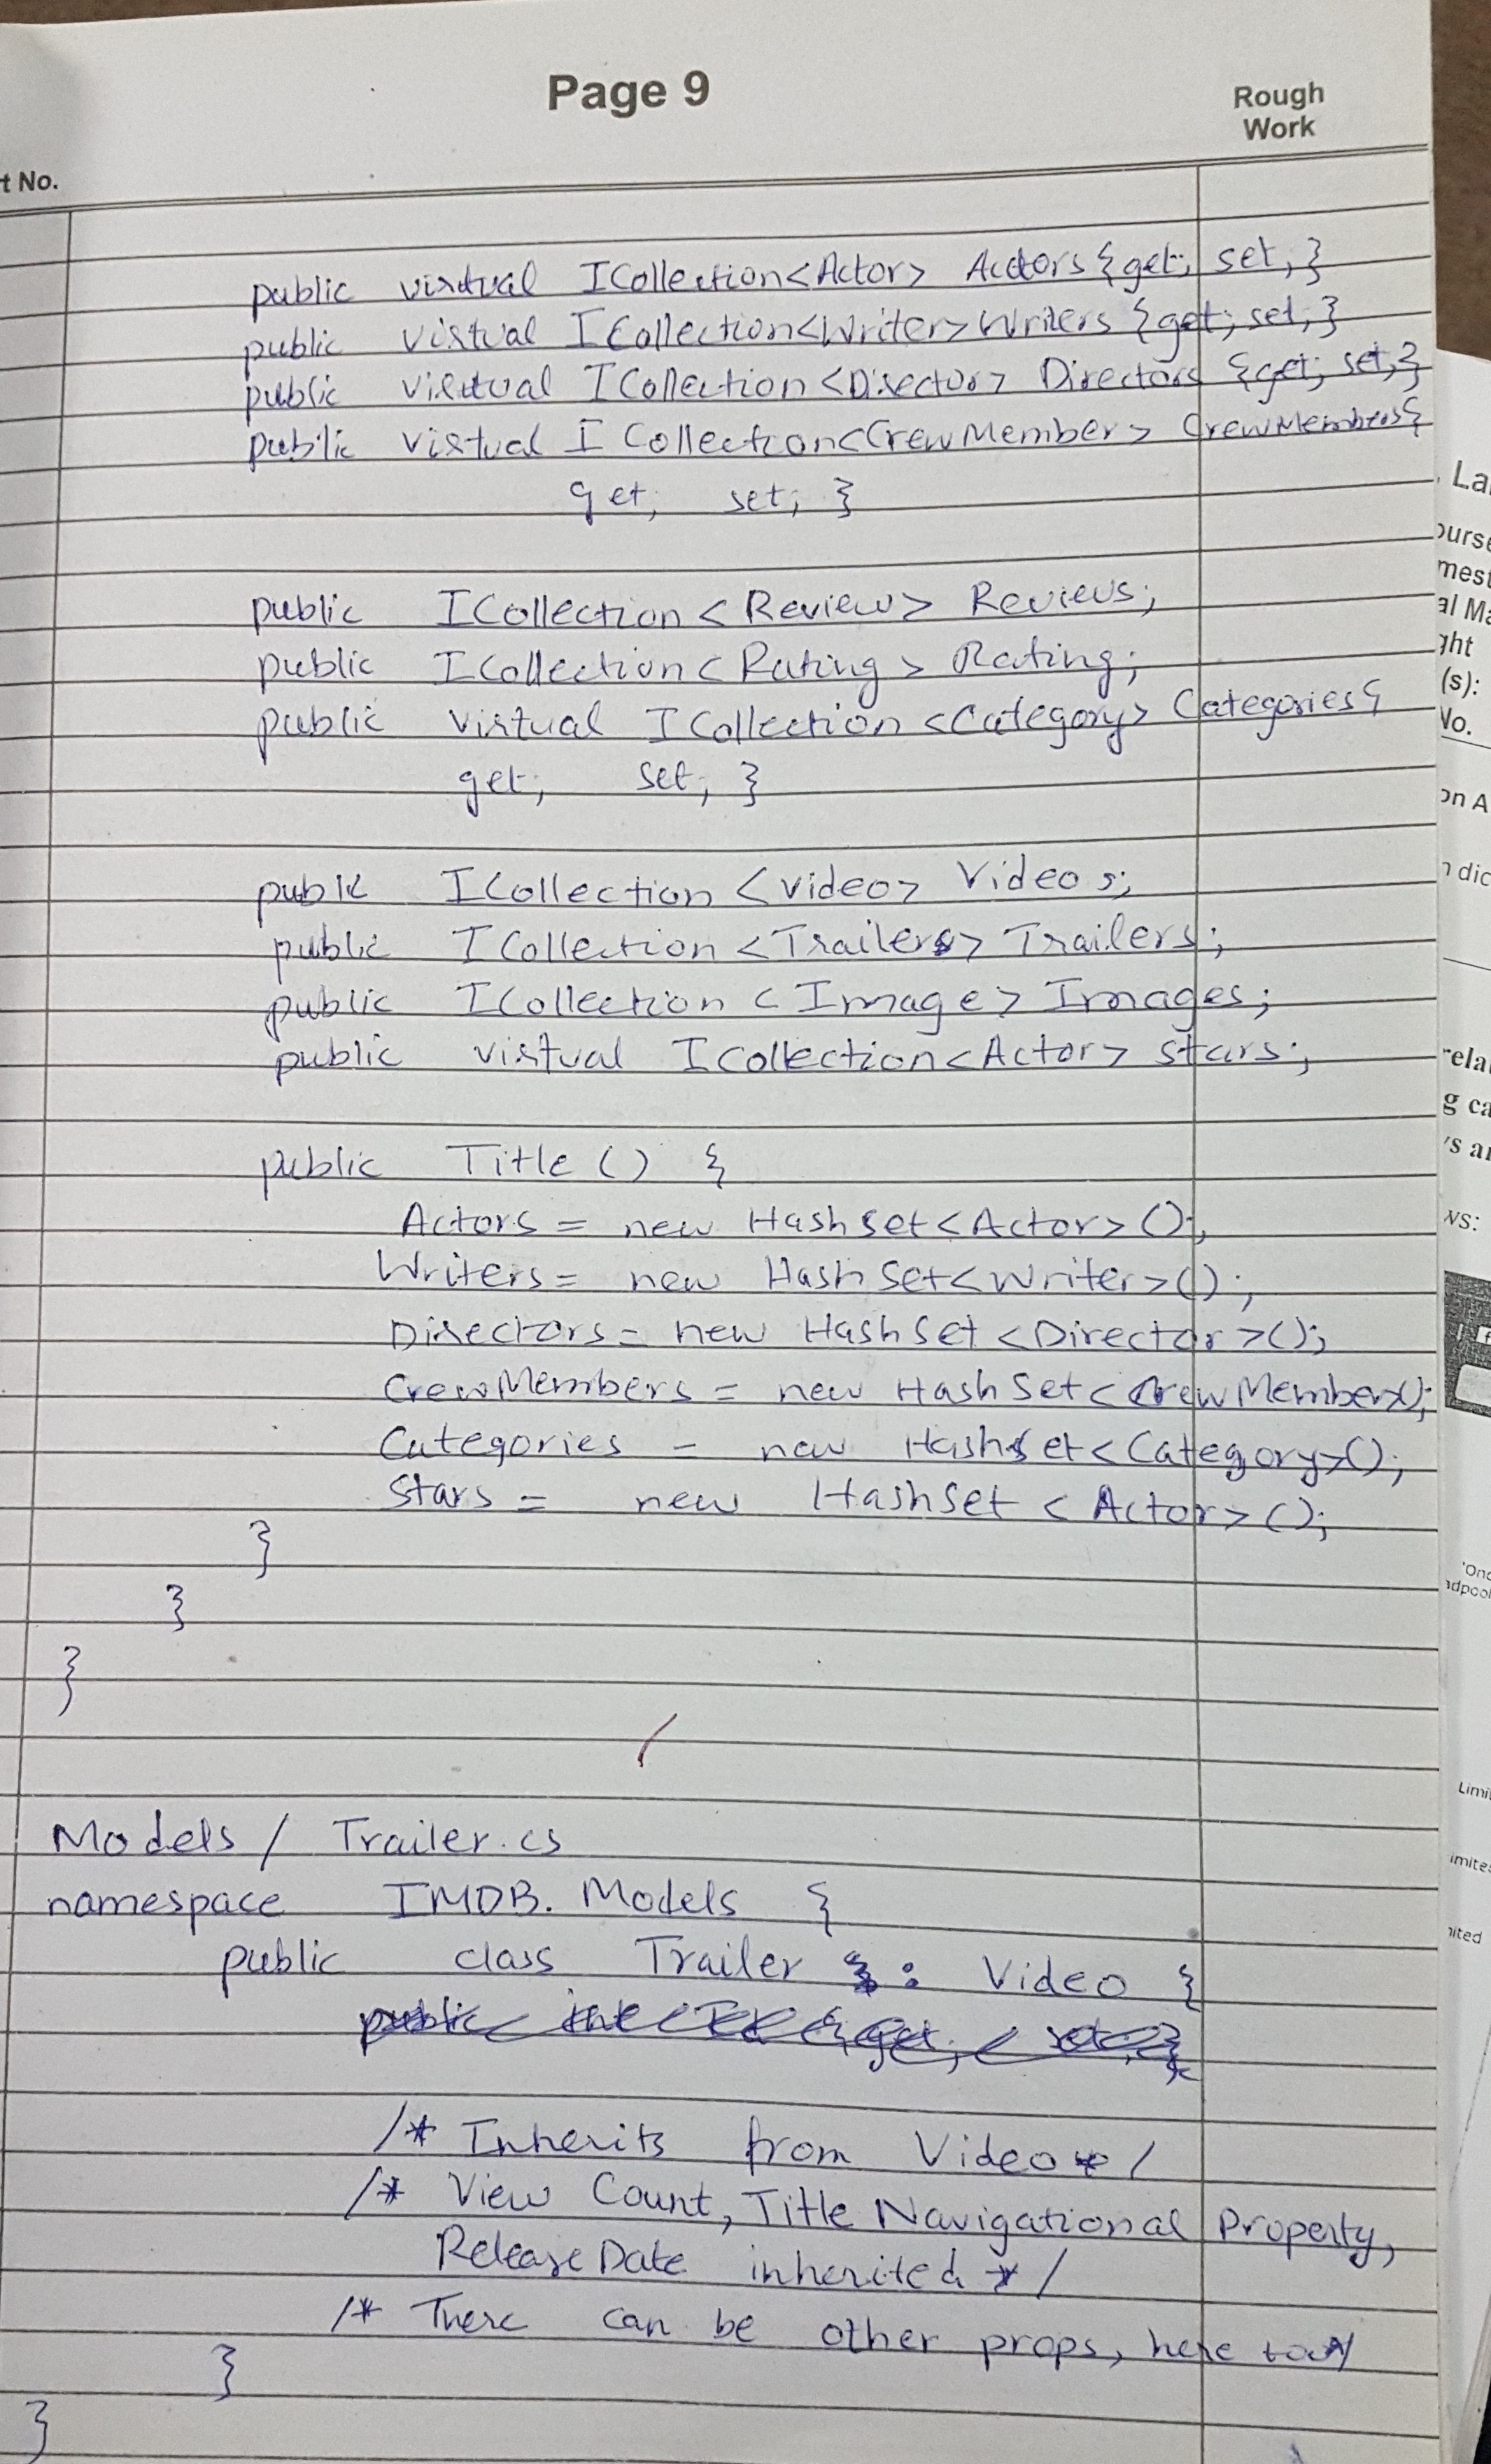 Page 9
Rough
Work
t No.
public virtual ICollection<Actor> Actors {get; set;}
public virtual ICollection<Writer> Writers {get; set;}
public virtual ICollection<Director> Directors {get; set;}
public virtual ICollection<CrewMember> CrewMembers{
get; set; }
public ICollection<Review> Reviews;
public ICollection<Rating> Rating;
public virtual ICollection<Category> Categories{
get; set; }
public ICollection <Video> Videos;
public ICollection <Trailer> Trailers;
public ICollection <Image> Images;
public virtual ICollection<Actor> Stars;
public Title () {
Actors = new HashSet<Actor>();
Writers = new HashSet<Writer>();
Directors = new HashSet<Director>();
CrewMembers = new HashSet<CrewMember>();
Categories = new HashSet<Category>();
Stars = new HashSet <Actor>();
}
}
}
Models / Trailer.cs
namespace IMDB.Models {
public class Trailer : Video {
/* Inherits from Video */
/* View Count, Title Navigational Property,
ReleaseDate inherited */
/* There can be other props, here too */
}
}
La
ourse
mest
al Ma
ght
(s):
No.
on A
n dic
rela
g ca
's a
ws:
'Onc
adpool
Limi
imite
nited